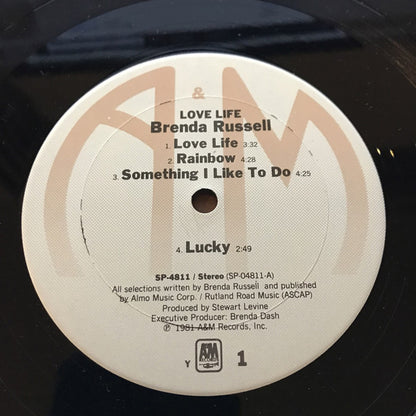 &
LOVE LIFE
Brenda Russell
1. Love Life 3:32
2. Rainbow 4:28
3. Something I Like To Do 4:25
4. Lucky 2:49
SP-4811 / Stereo (SP-04811-A)
All selections written by Brenda Russell and published
by Almo Music Corp. / Rutland Road Music (ASCAP)
Produced by Stewart Levine
Executive Producer: Brenda Dash
℗ 1981 A&M Records, Inc.
Y A&M 1